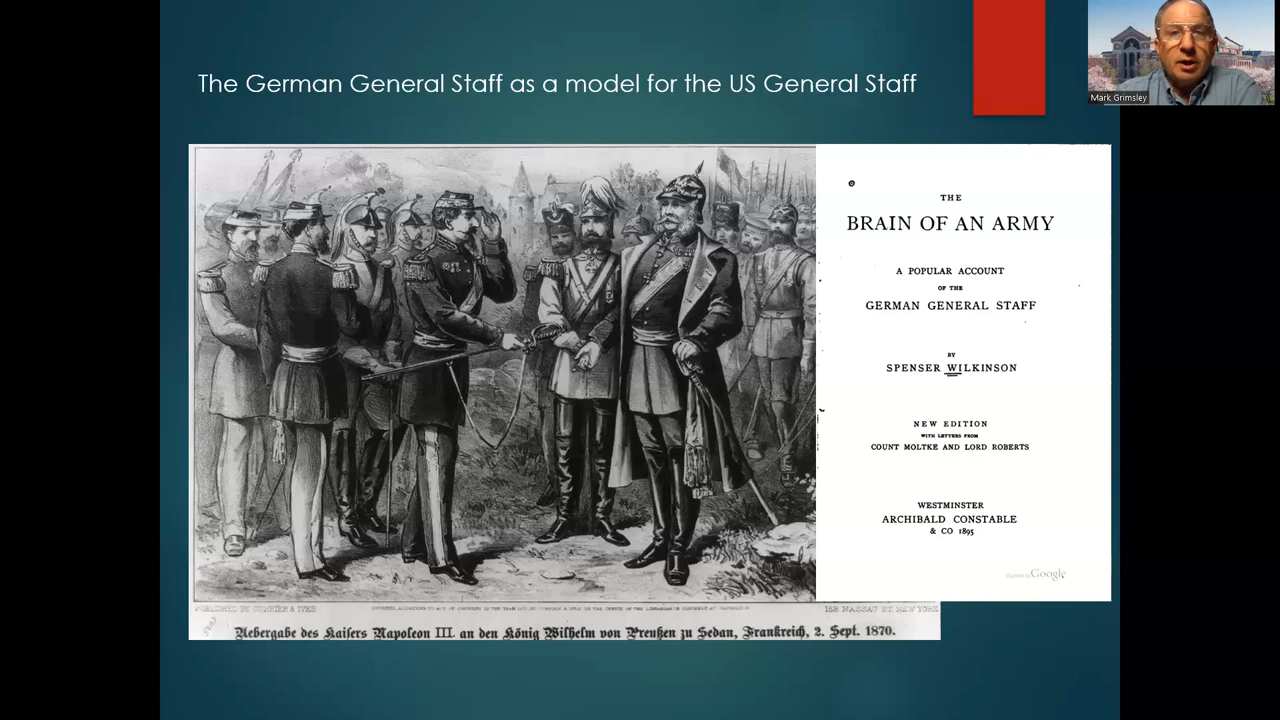 The German General Staff as a model for the US General Staff
Mark Grimsley
THE
BRAIN OF AN ARMY
A POPULAR ACCOUNT
OF THE
GERMAN GENERAL STAFF
BY
SPENSER WILKINSON
NEW EDITION
WITH LETTERS FROM
COUNT MOLTKE AND LORD ROBERTS
WESTMINSTER
ARCHIBALD CONSTABLE
& CO 1895
Digitized by Google
PUBLISHED BY CURRIER & IVES
152 NASSAU ST. NEW YORK
Uebergabe des Kaisers Napoleon III. an den König Wilhelm von Preußen zu Sedan, Frankreich, 2. Sept. 1870.